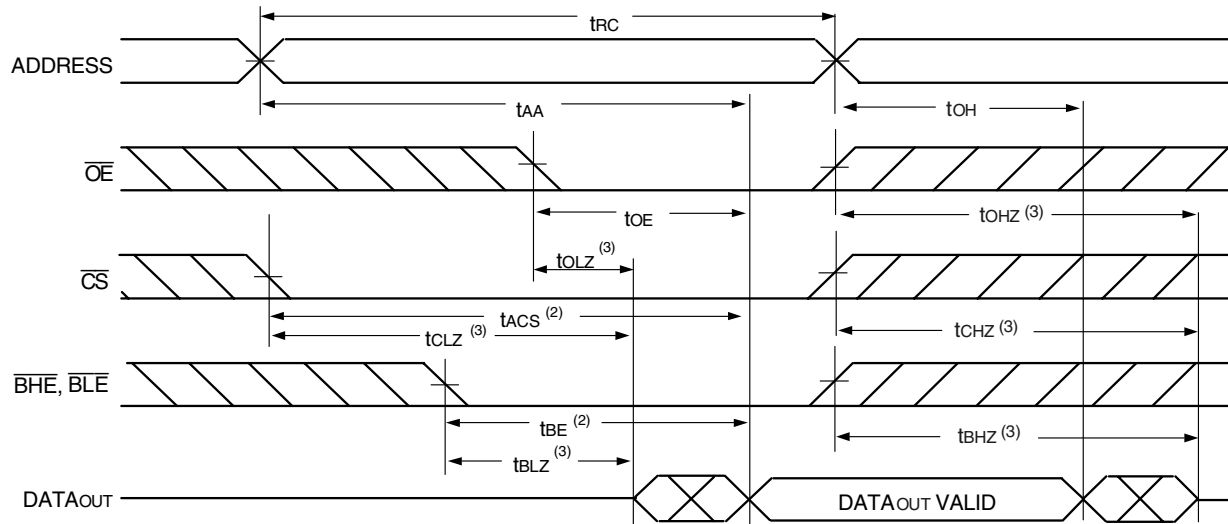 tRC
ADDRESS
tAA
tOH
OE
tOE
tOHZ (3)
tOLZ (3)
CS
tACS (2)
tCLZ (3)
tCHZ (3)
BHE, BLE
tBE (2)
tBHZ (3)
tBLZ (3)
DATAOUT
DATAOUT VALID